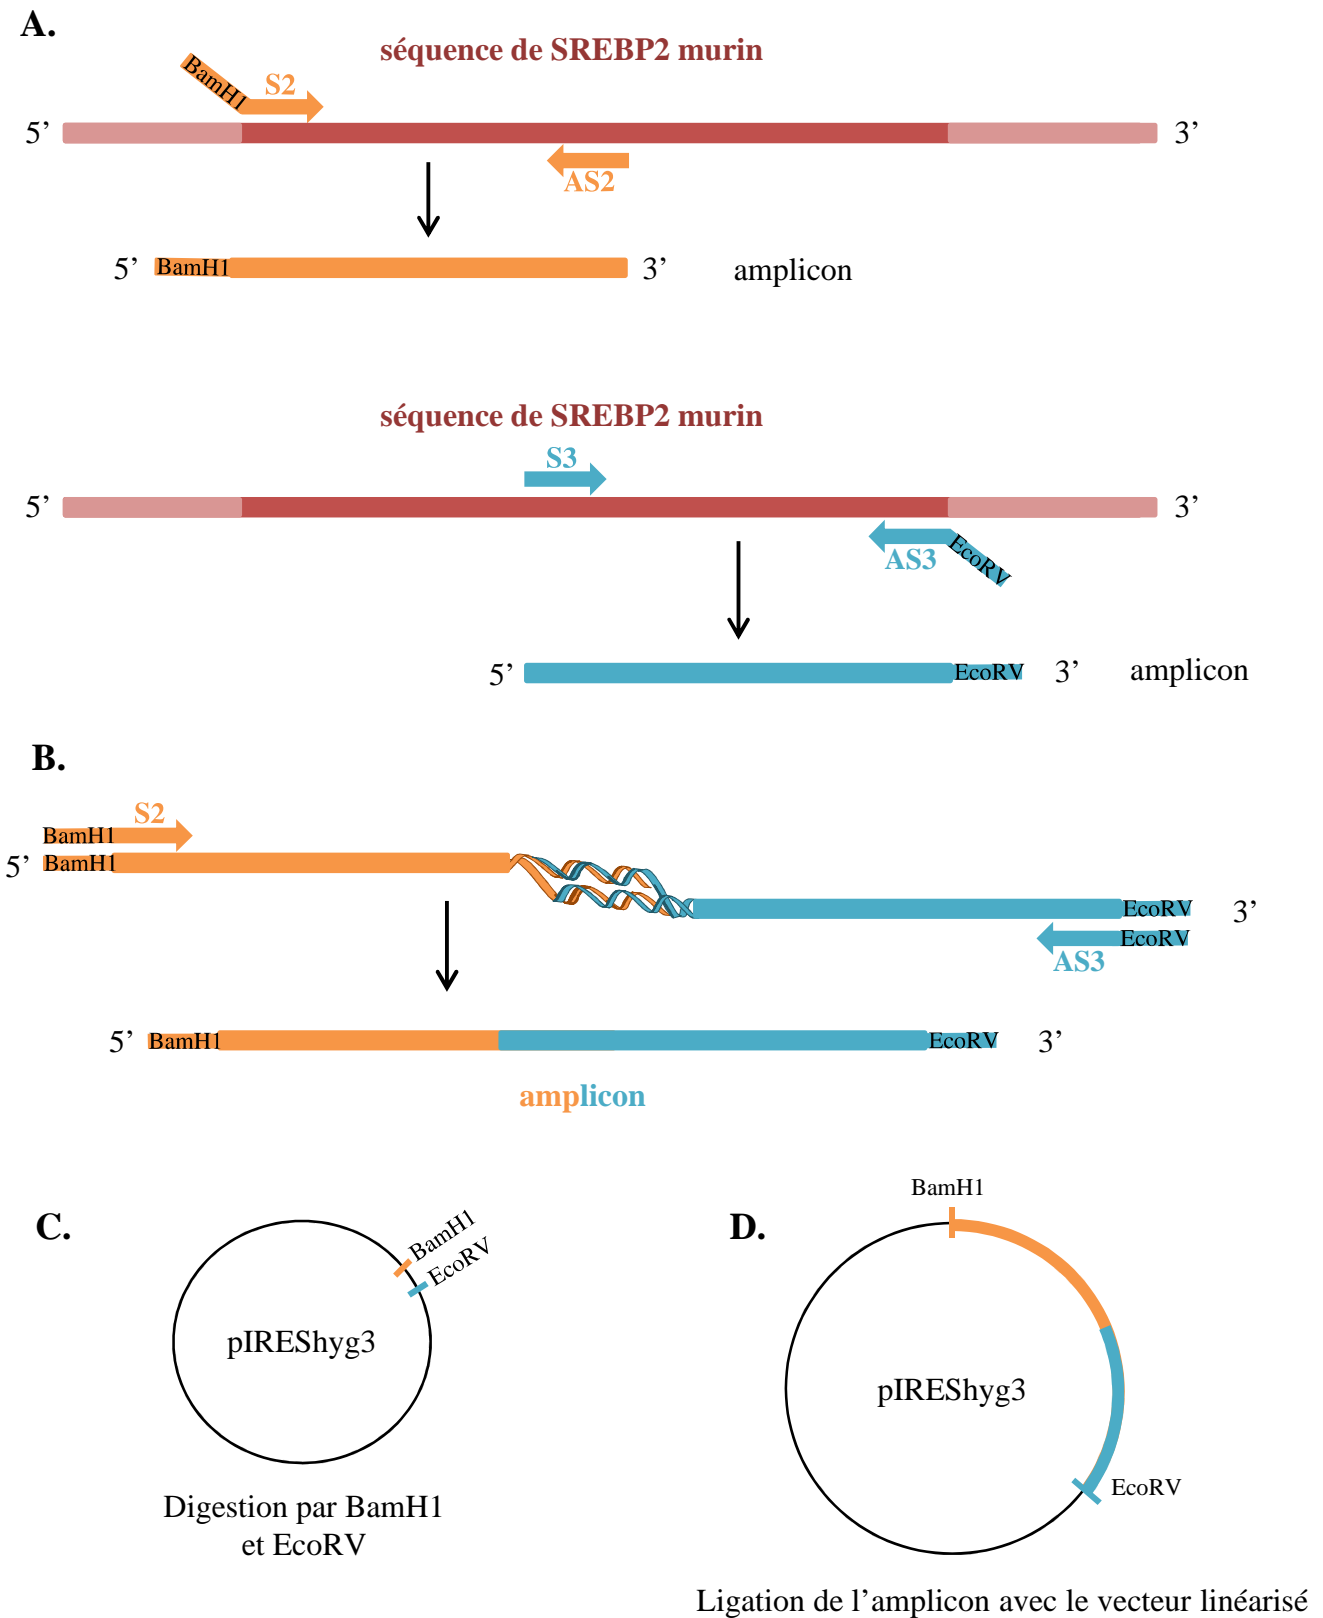 A.
séquence de SREBP2 murin
BamH1
S2
5’
3’
AS2
5’ BamH1 3’ amplicon
séquence de SREBP2 murin
S3
5’
3’
AS3
EcoRV
5’ EcoRV 3’ amplicon
B.
S2
BamH1
5’ BamH1
EcoRV 3’
EcoRV
AS3
5’ BamH1 EcoRV 3’
amplicon
C.
BamH1
EcoRV
pIREShyg3
Digestion par BamH1
et EcoRV
D.
BamH1
pIREShyg3
EcoRV
Ligation de l’amplicon avec le vecteur linéarisé